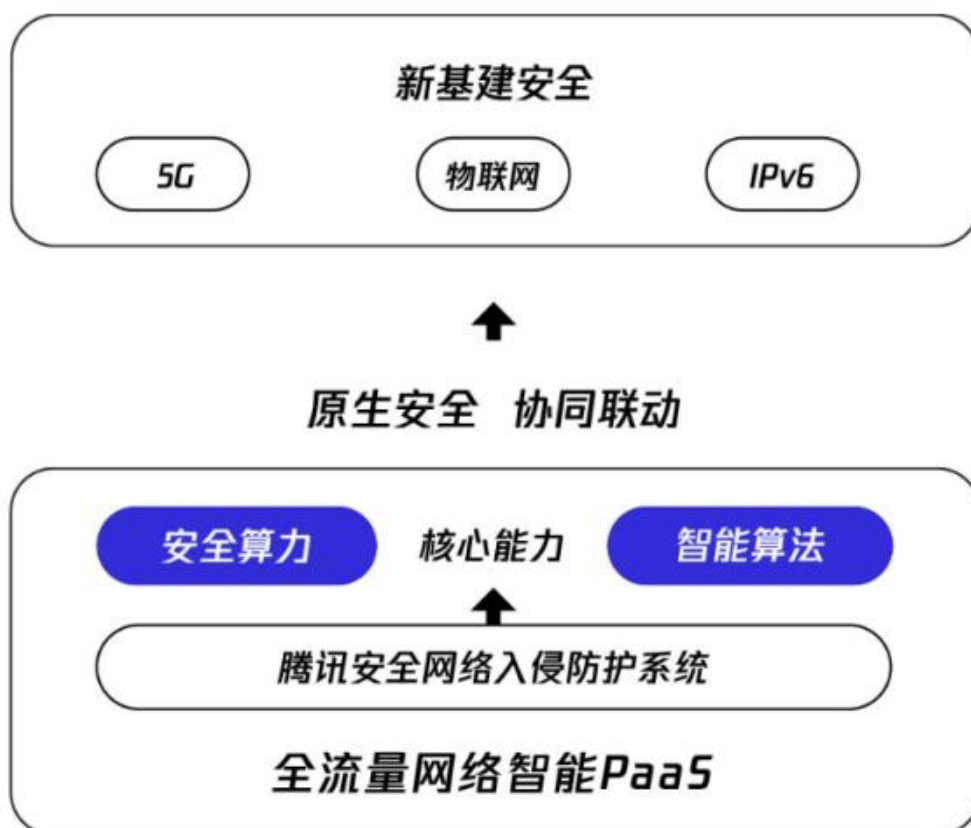 新基建安全
5G 物联网 IPv6
原生安全 协同联动
安全算力 核心能力 智能算法
腾讯安全网络入侵防护系统
全流量网络智能PaaS